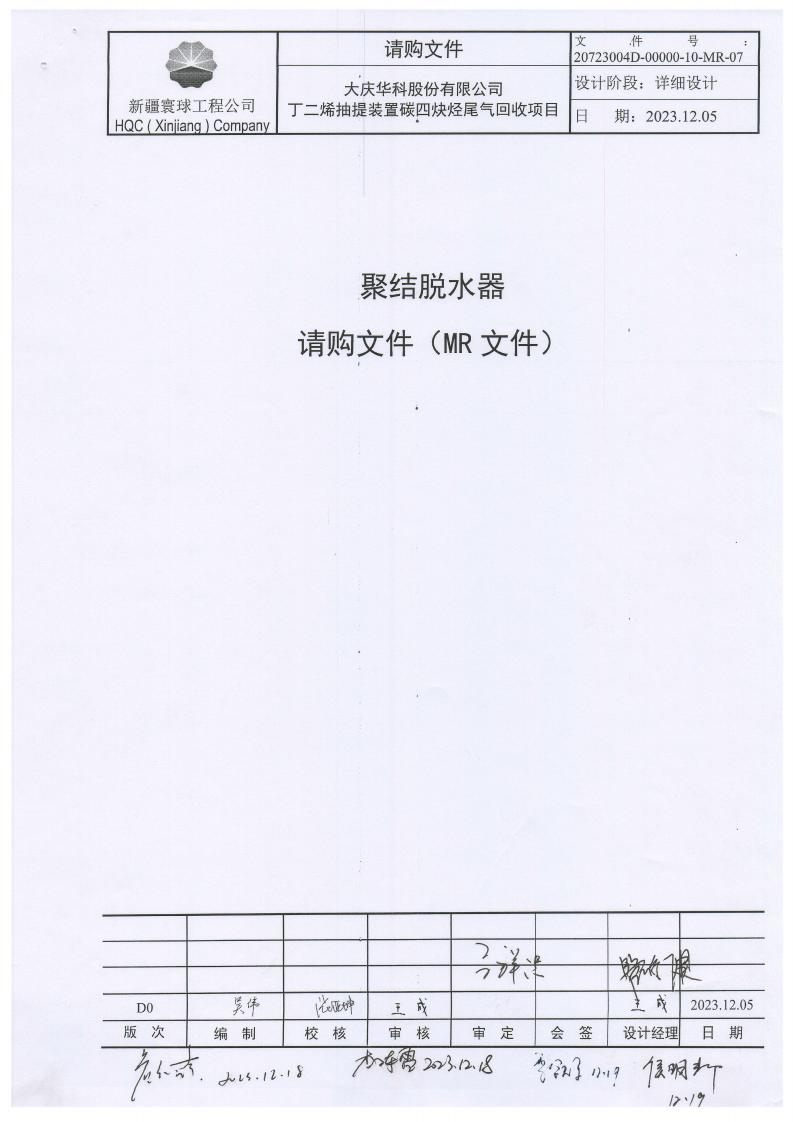 新疆寰球工程公司
HQC ( Xinjiang ) Company
请购文件
大庆华科股份有限公司
丁二烯抽提装置碳四炔烃尾气回收项目
文 件 号 :
20723004D-00000-10-MR-07
设计阶段：详细设计
日 期：2023.12.05
聚结脱水器
请购文件（MR 文件）
D0 吴伟 王成 王成 2023.12.05
版 次 编 制 校 核 审 核 审 定 会 签 设计经理 日 期
2023.12.18 2023.12.18 12.19
12.19